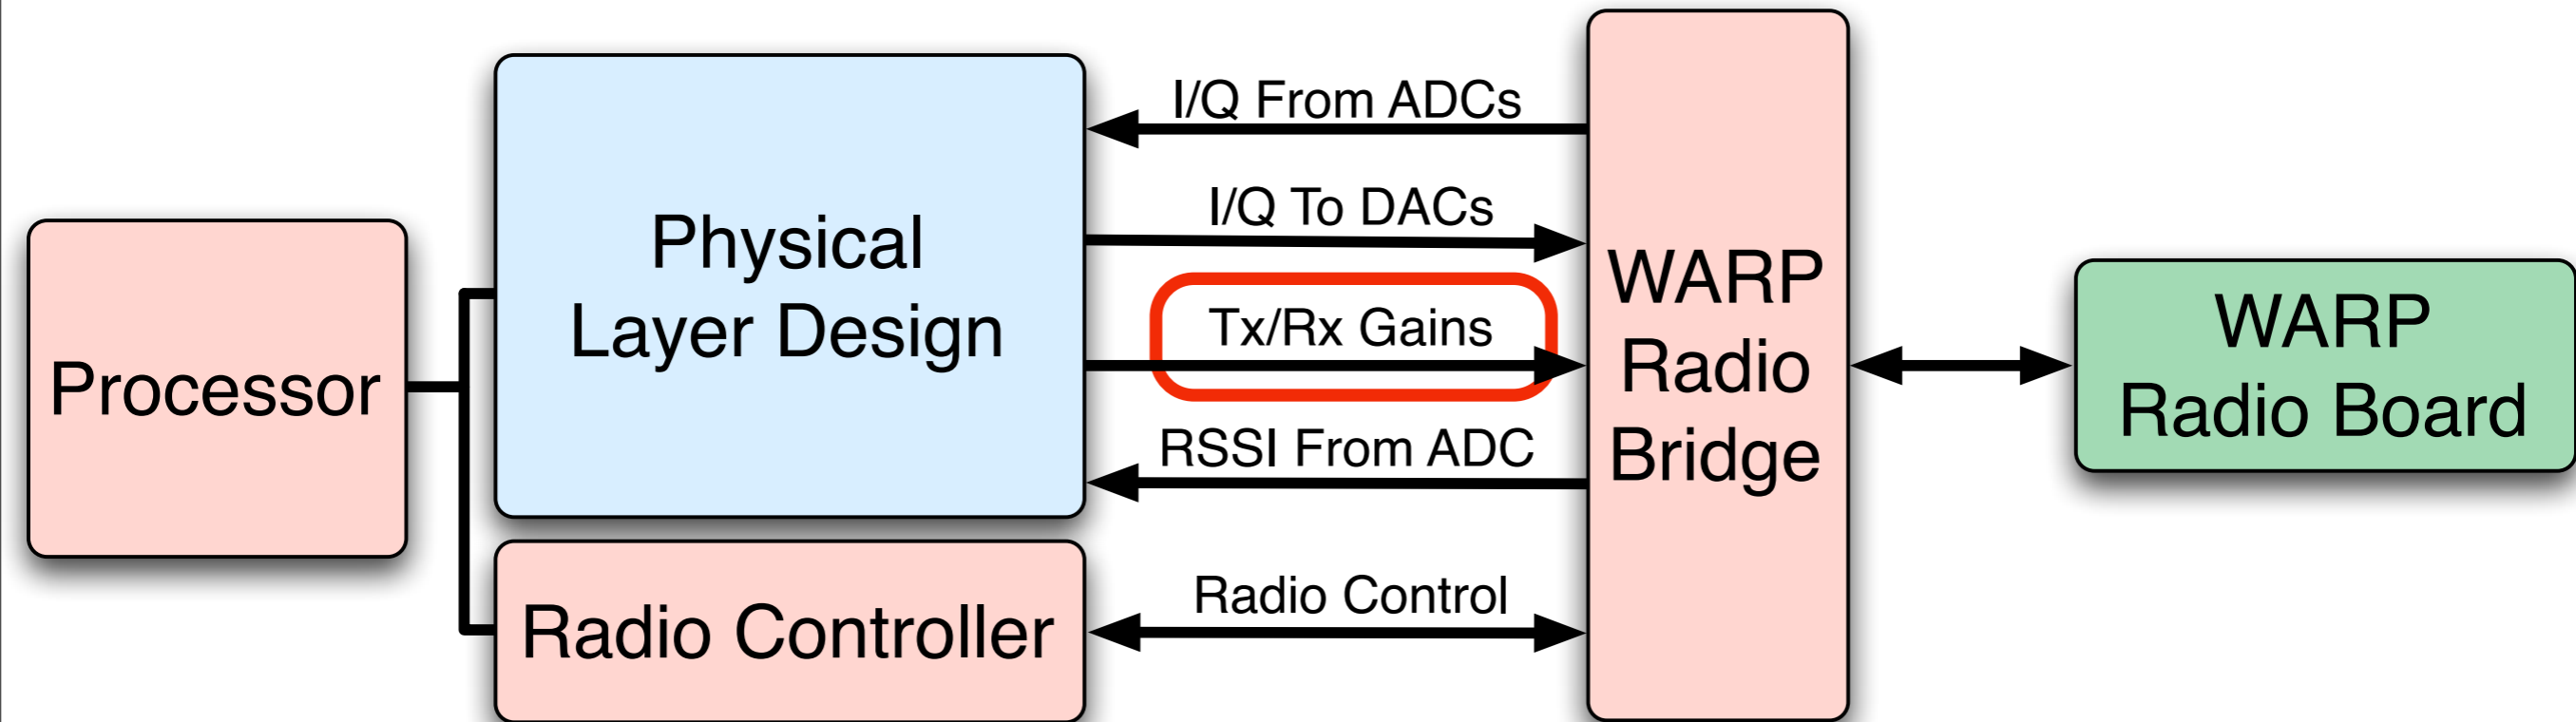 Processor
Physical
Layer Design
Radio Controller
I/Q From ADCs
I/Q To DACs
Tx/Rx Gains
RSSI From ADC
Radio Control
WARP
Radio
Bridge
WARP
Radio Board